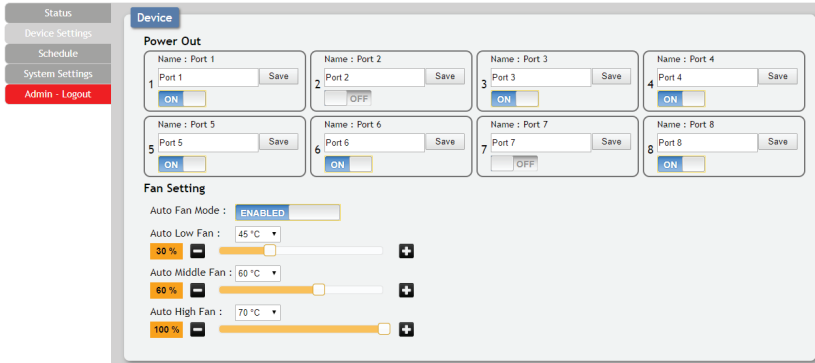 Status
Device Settings
Schedule
System Settings
Admin - Logout
Device
Power Out
Name : Port 1
1 Port 1 Save
ON
Name : Port 2
2 Port 2 Save
OFF
Name : Port 3
3 Port 3 Save
ON
Name : Port 4
4 Port 4 Save
ON
Name : Port 5
5 Port 5 Save
ON
Name : Port 6
6 Port 6 Save
ON
Name : Port 7
7 Port 7 Save
OFF
Name : Port 8
8 Port 8 Save
ON
Fan Setting
Auto Fan Mode : ENABLED
Auto Low Fan : 45 °C
30 %
Auto Middle Fan : 60 °C
60 %
Auto High Fan : 70 °C
100 %